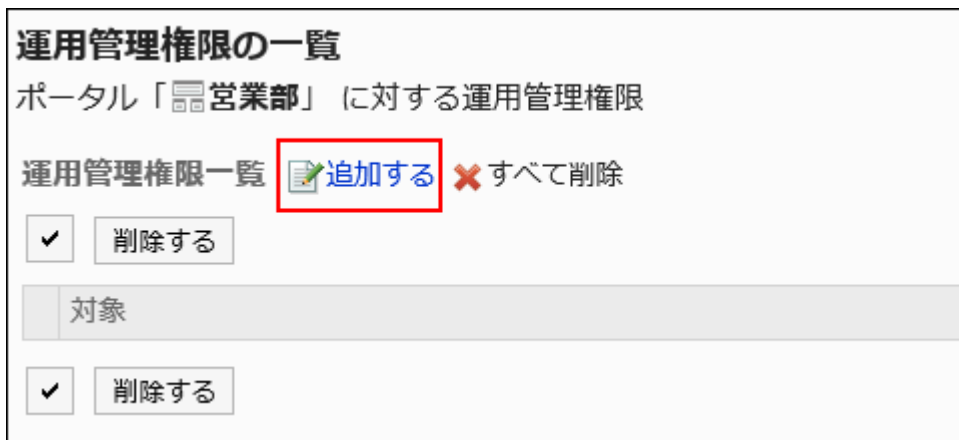 運用管理権限の一覧
ポータル「営業部」 に対する運用管理権限
運用管理権限一覧 追加する すべて削除
削除する
対象
削除する